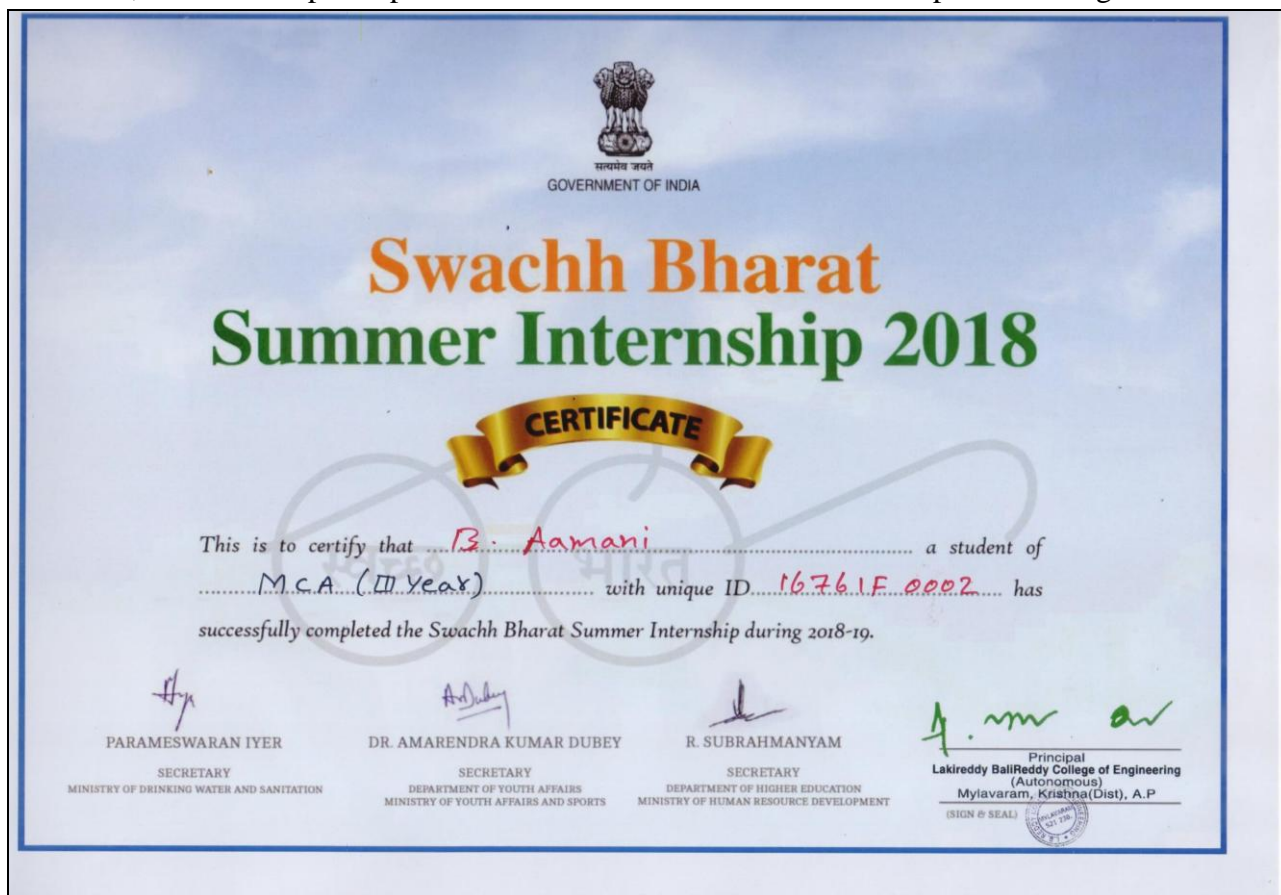 सत्यमेव जयते
GOVERNMENT OF INDIA
Swachh Bharat
Summer Internship 2018
CERTIFICATE
स्वच्छ भारत
This is to certify that B. Aamani a student of
M.C.A (III Year) with unique ID 16761F0002 has
successfully completed the Swachh Bharat Summer Internship during 2018-19.
PARAMESWARAN IYER
SECRETARY
MINISTRY OF DRINKING WATER AND SANITATION
DR. AMARENDRA KUMAR DUBEY
SECRETARY
DEPARTMENT OF YOUTH AFFAIRS
MINISTRY OF YOUTH AFFAIRS AND SPORTS
R. SUBRAHMANYAM
SECRETARY
DEPARTMENT OF HIGHER EDUCATION
MINISTRY OF HUMAN RESOURCE DEVELOPMENT
Principal
Lakireddy BaliReddy College of Engineering
(Autonomous)
Mylavaram, Krishna(Dist), A.P
(SIGN & SEAL)